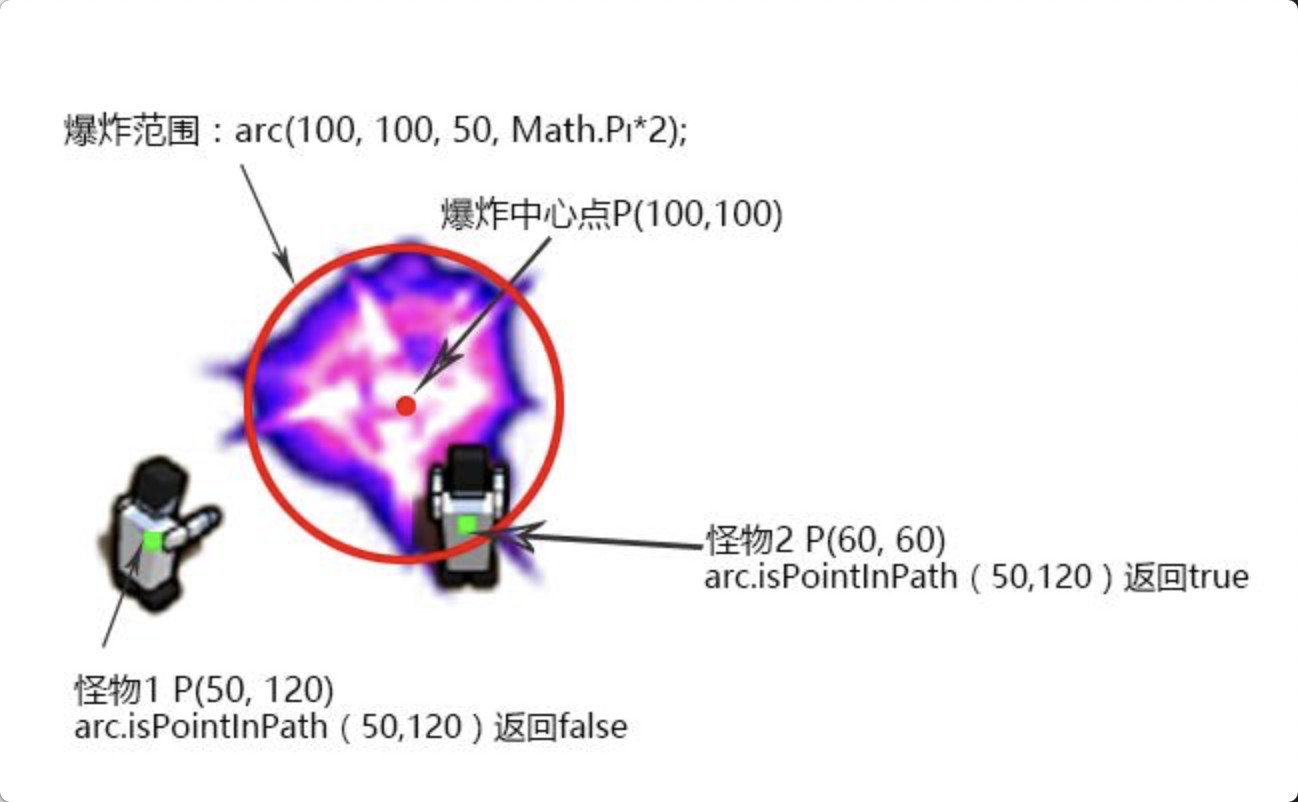 爆炸范围：arc(100, 100, 50, Math.Pı*2);
爆炸中心点P(100,100)
怪物2 P(60, 60)
arc.isPointInPath（50,120）返回true
怪物1 P(50, 120)
arc.isPointInPath（50,120）返回false